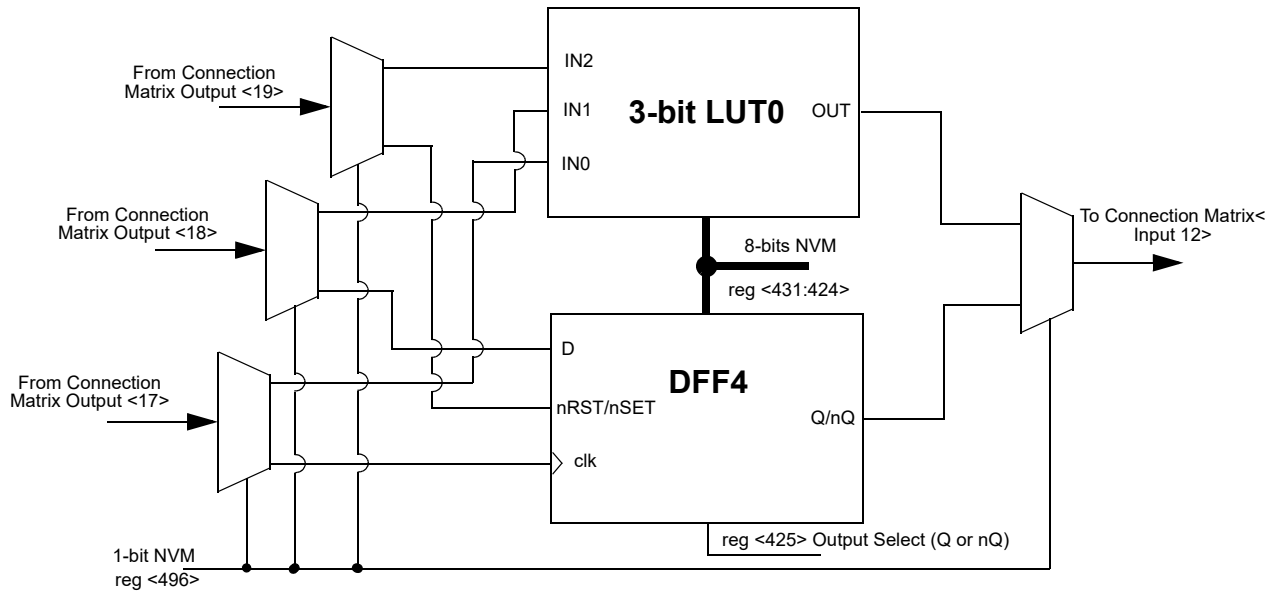 From Connection
Matrix Output <19>
IN2
IN1
IN0
3-bit LUT0
OUT
From Connection
Matrix Output <18>
To Connection Matrix<
Input 12>
8-bits NVM
reg <431:424>
From Connection
Matrix Output <17>
D
nRST/nSET
clk
DFF4
Q/nQ
reg <425> Output Select (Q or nQ)
1-bit NVM
reg <496>